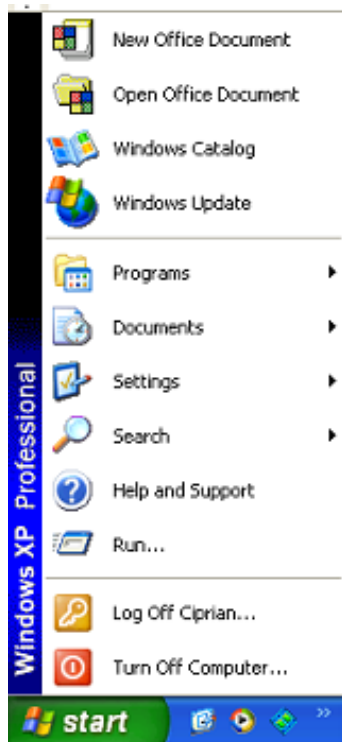 New Office Document
Open Office Document
Windows Catalog
Windows Update
Programs
Documents
Settings
Search
Help and Support
Run...
Log Off Ciprian...
Turn Off Computer...
Windows XP Professional
start